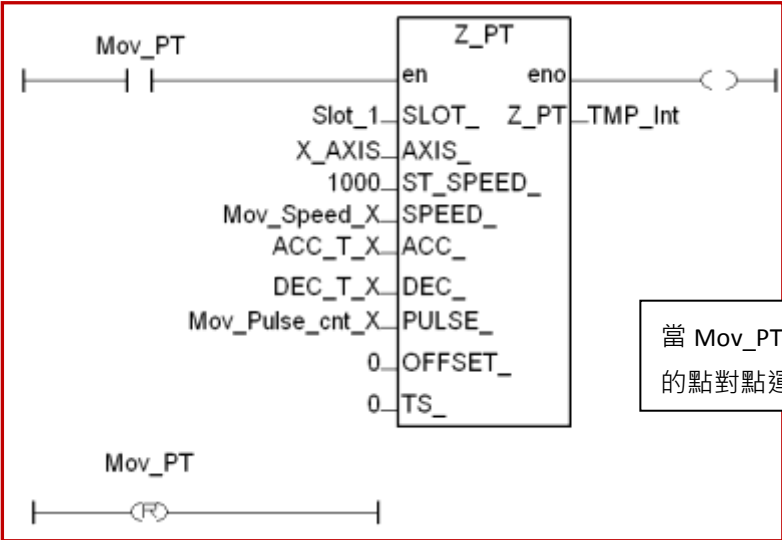 Mov_PT
Z_PT
en eno
Slot_1 SLOT_ Z_PT TMP_Int
X_AXIS AXIS_
1000 ST_SPEED_
Mov_Speed_X SPEED_
ACC_T_X ACC_
DEC_T_X DEC_
Mov_Pulse_cnt_X PULSE_
0 OFFSET_
0 TS_
當 Mov_PT
的點對點運
Mov_PT
R